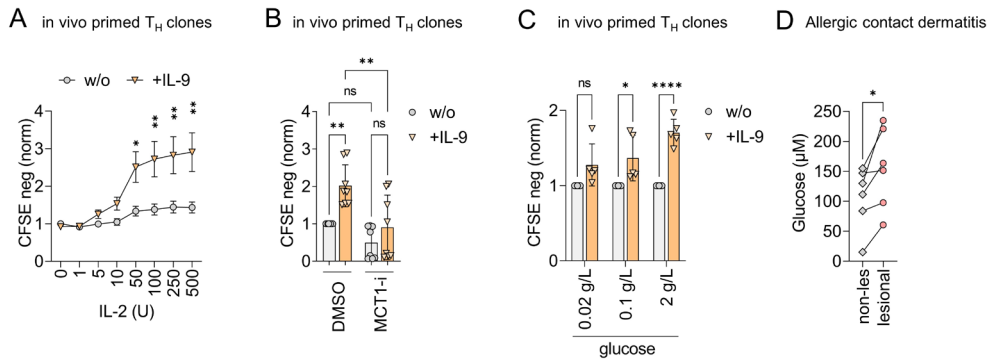 A in vivo primed TH clones
w/o +IL-9
CFSE neg (norm)
4
3
2
1
0
* ** ** **
0 1 5 10 50 100 250 500
IL-2 (U)
B in vivo primed TH clones
**
ns
** ns
w/o
+IL-9
CFSE neg (norm)
4
3
2
1
0
DMSO MCT1-i
C in vivo primed TH clones
ns * ****
w/o
+IL-9
CFSE neg (norm)
2
1
0
0.02 g/L 0.1 g/L 2 g/L
glucose
D Allergic contact dermatitis
*
Glucose (µM)
250
200
150
100
50
0
non-les lesional